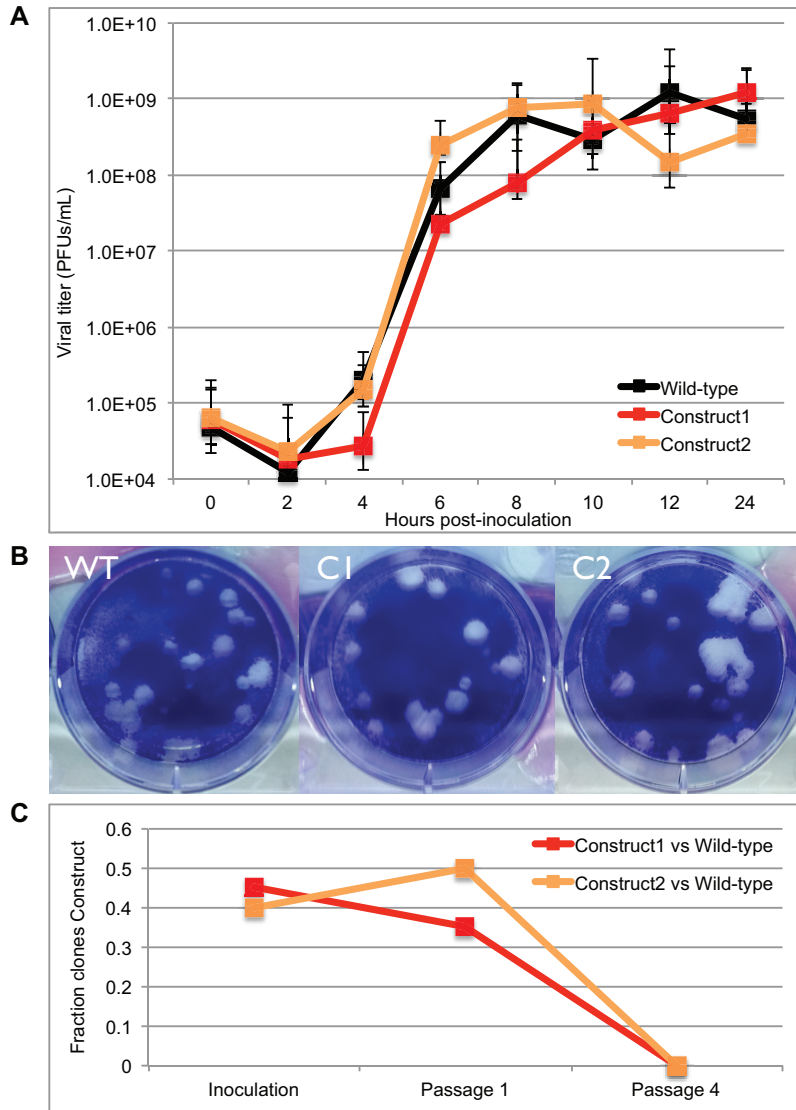 A
1.0E+10
1.0E+09
1.0E+08
1.0E+07
1.0E+06
1.0E+05
1.0E+04
Viral titer (PFUs/mL)
Wild-type
Construct1
Construct2
0 2 4 6 8 10 12 24
Hours post-inoculation
B
WT C1 C2
C
0.6
0.5
0.4
0.3
0.2
0.1
0
Fraction clones Construct
Construct1 vs Wild-type
Construct2 vs Wild-type
Inoculation Passage 1 Passage 4